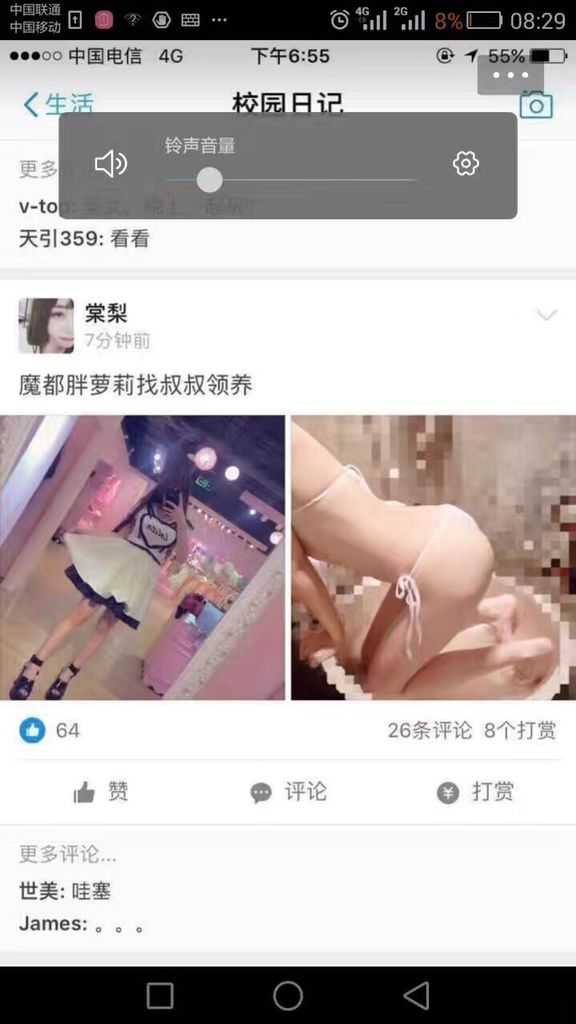 中国联通
中国移动
4G
2G
8%
08:29
中国电信 4G
下午6:55
55%
生活
校园日记
铃声音量
更多
v-top:
天引359: 看看
棠梨
7分钟前
魔都胖萝莉找叔叔领养
64
26条评论 8个打赏
赞
评论
打赏
更多评论...
世美: 哇塞
James: 。。。